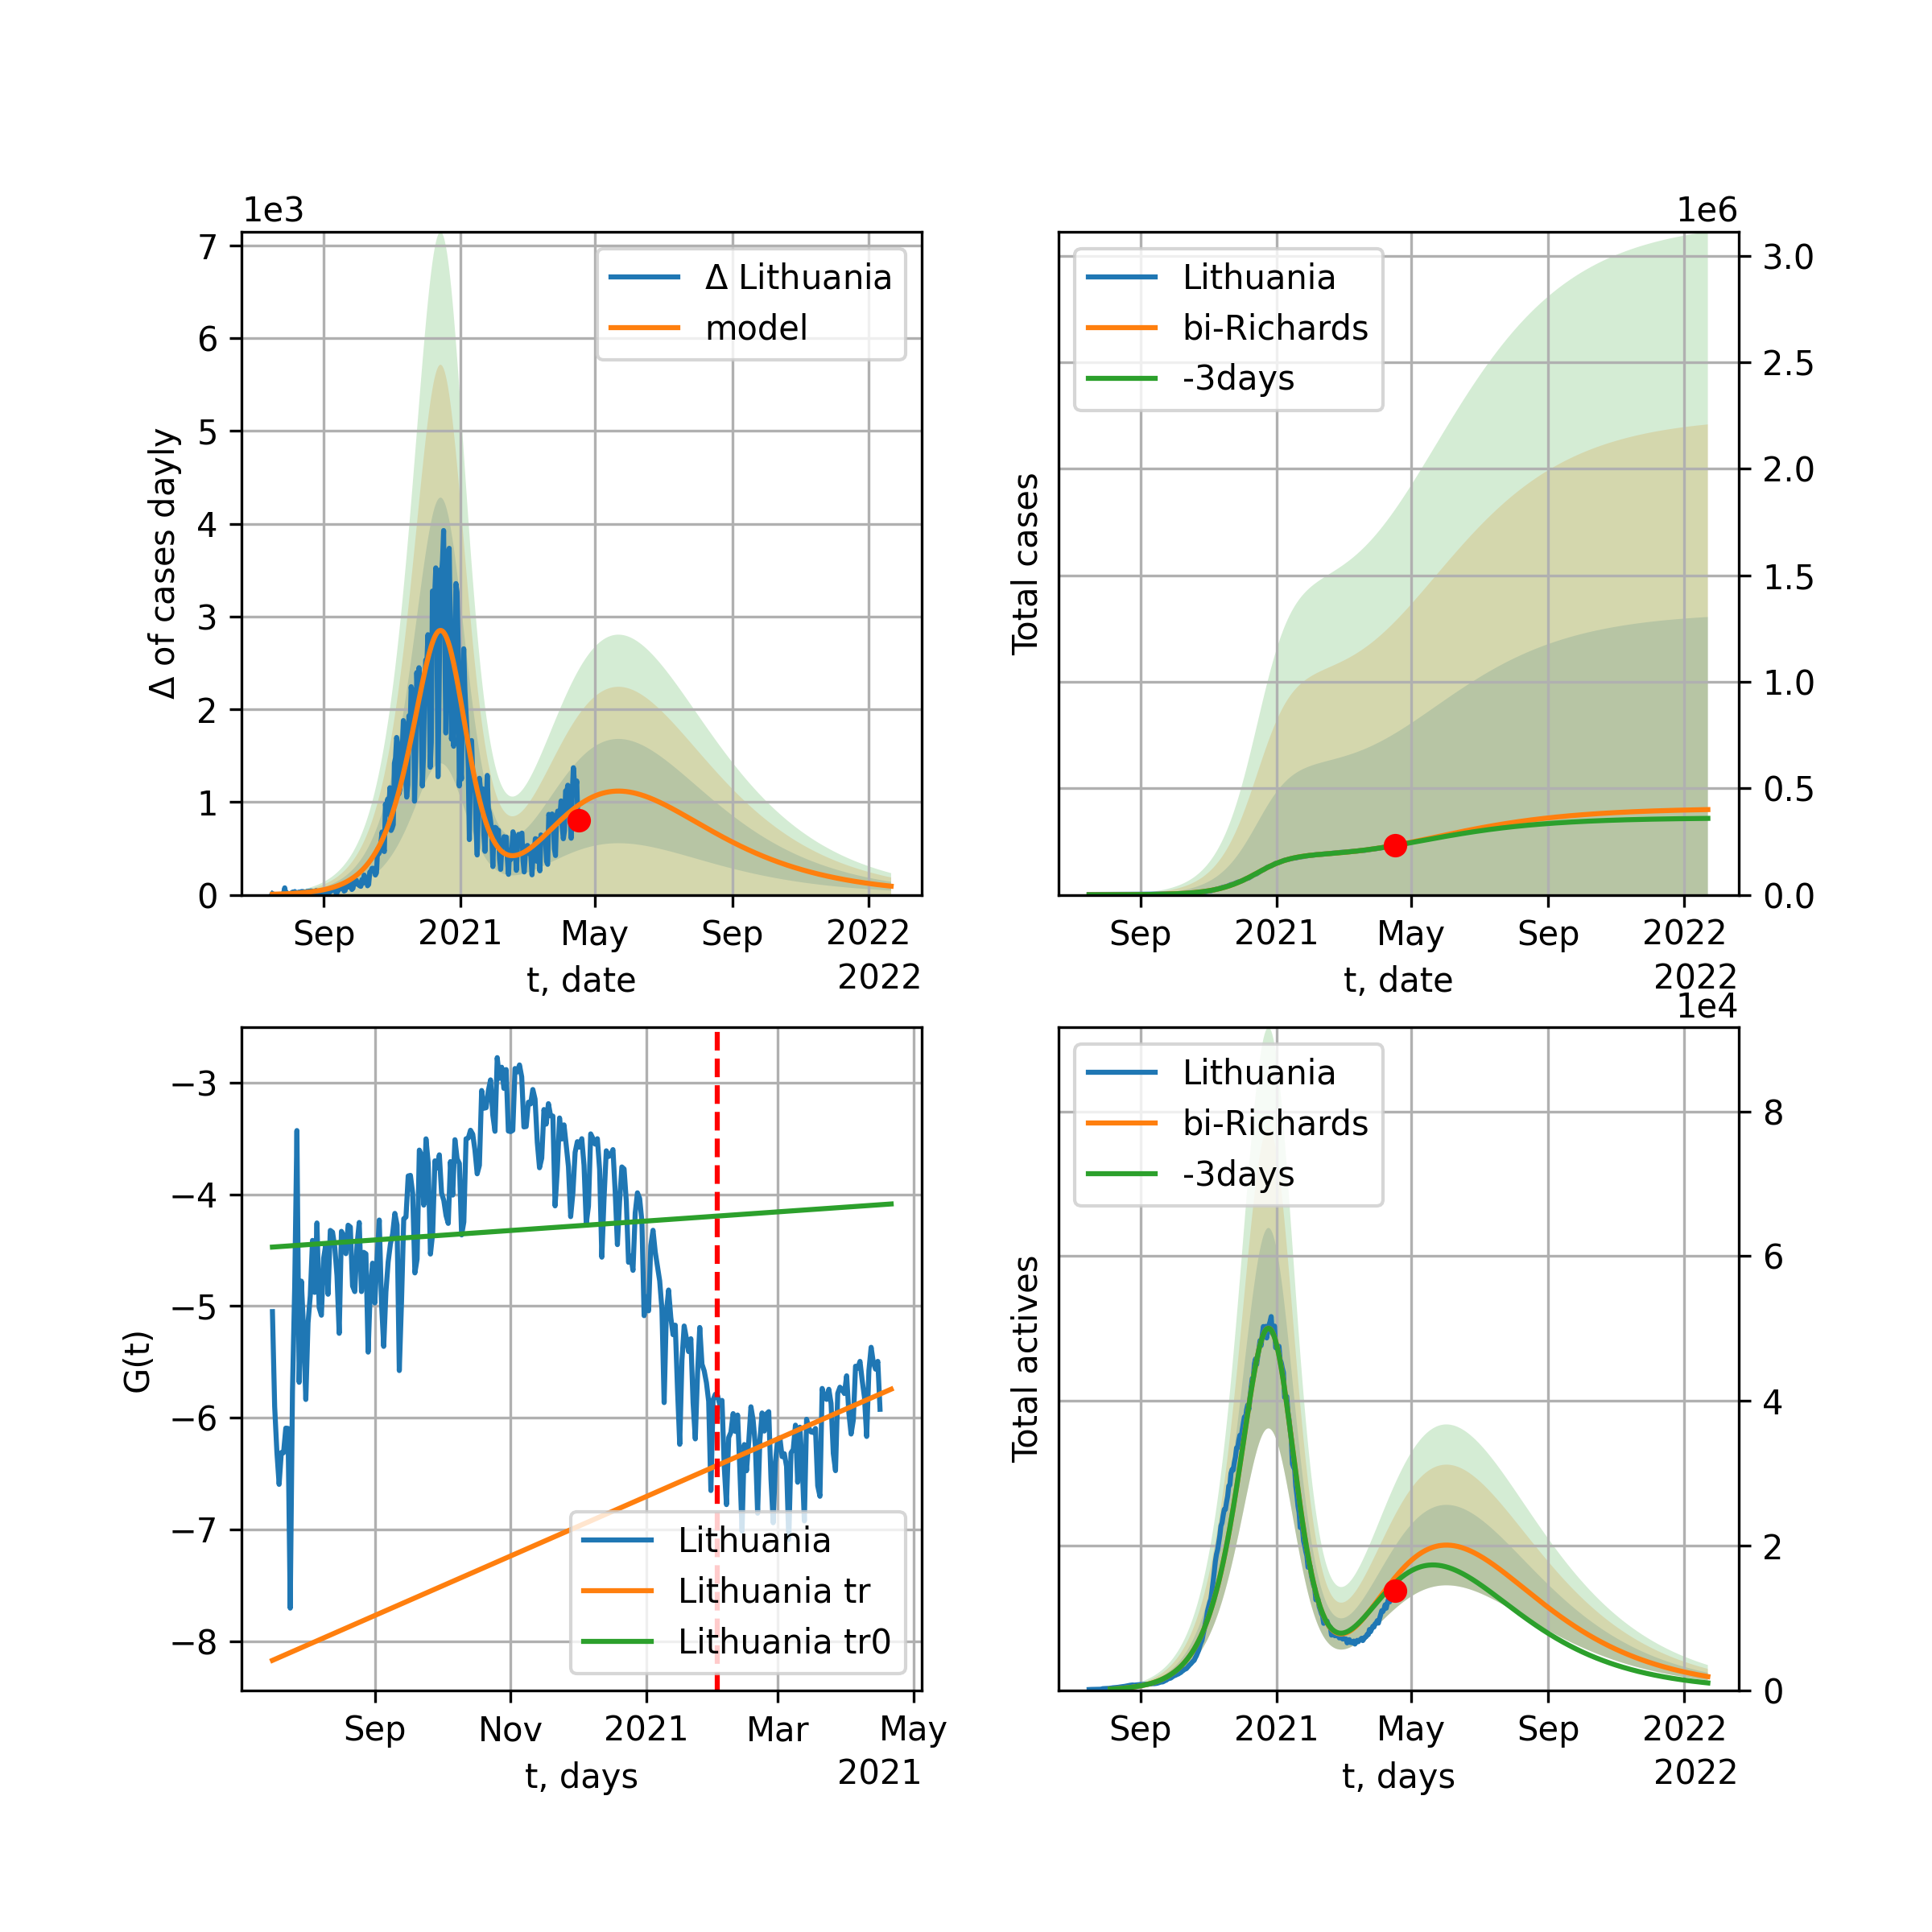 1e3
7
6
5
4
3
2
1
0
Δ of cases dayly
Δ Lithuania
model
Sep 2021 May Sep 2022
t, date
2022
1e6
Lithuania
bi-Richards
-3days
Total cases
3.0
2.5
2.0
1.5
1.0
0.5
0.0
Sep 2021 May Sep 2022
t, date
2022
−3
−4
−5
−6
−7
−8
G(t)
Lithuania
Lithuania tr
Lithuania tr0
Sep Nov 2021 Mar May
t, days
2021
1e4
Lithuania
bi-Richards
-3days
Total actives
8
6
4
2
0
Sep 2021 May Sep 2022
t, days
2022